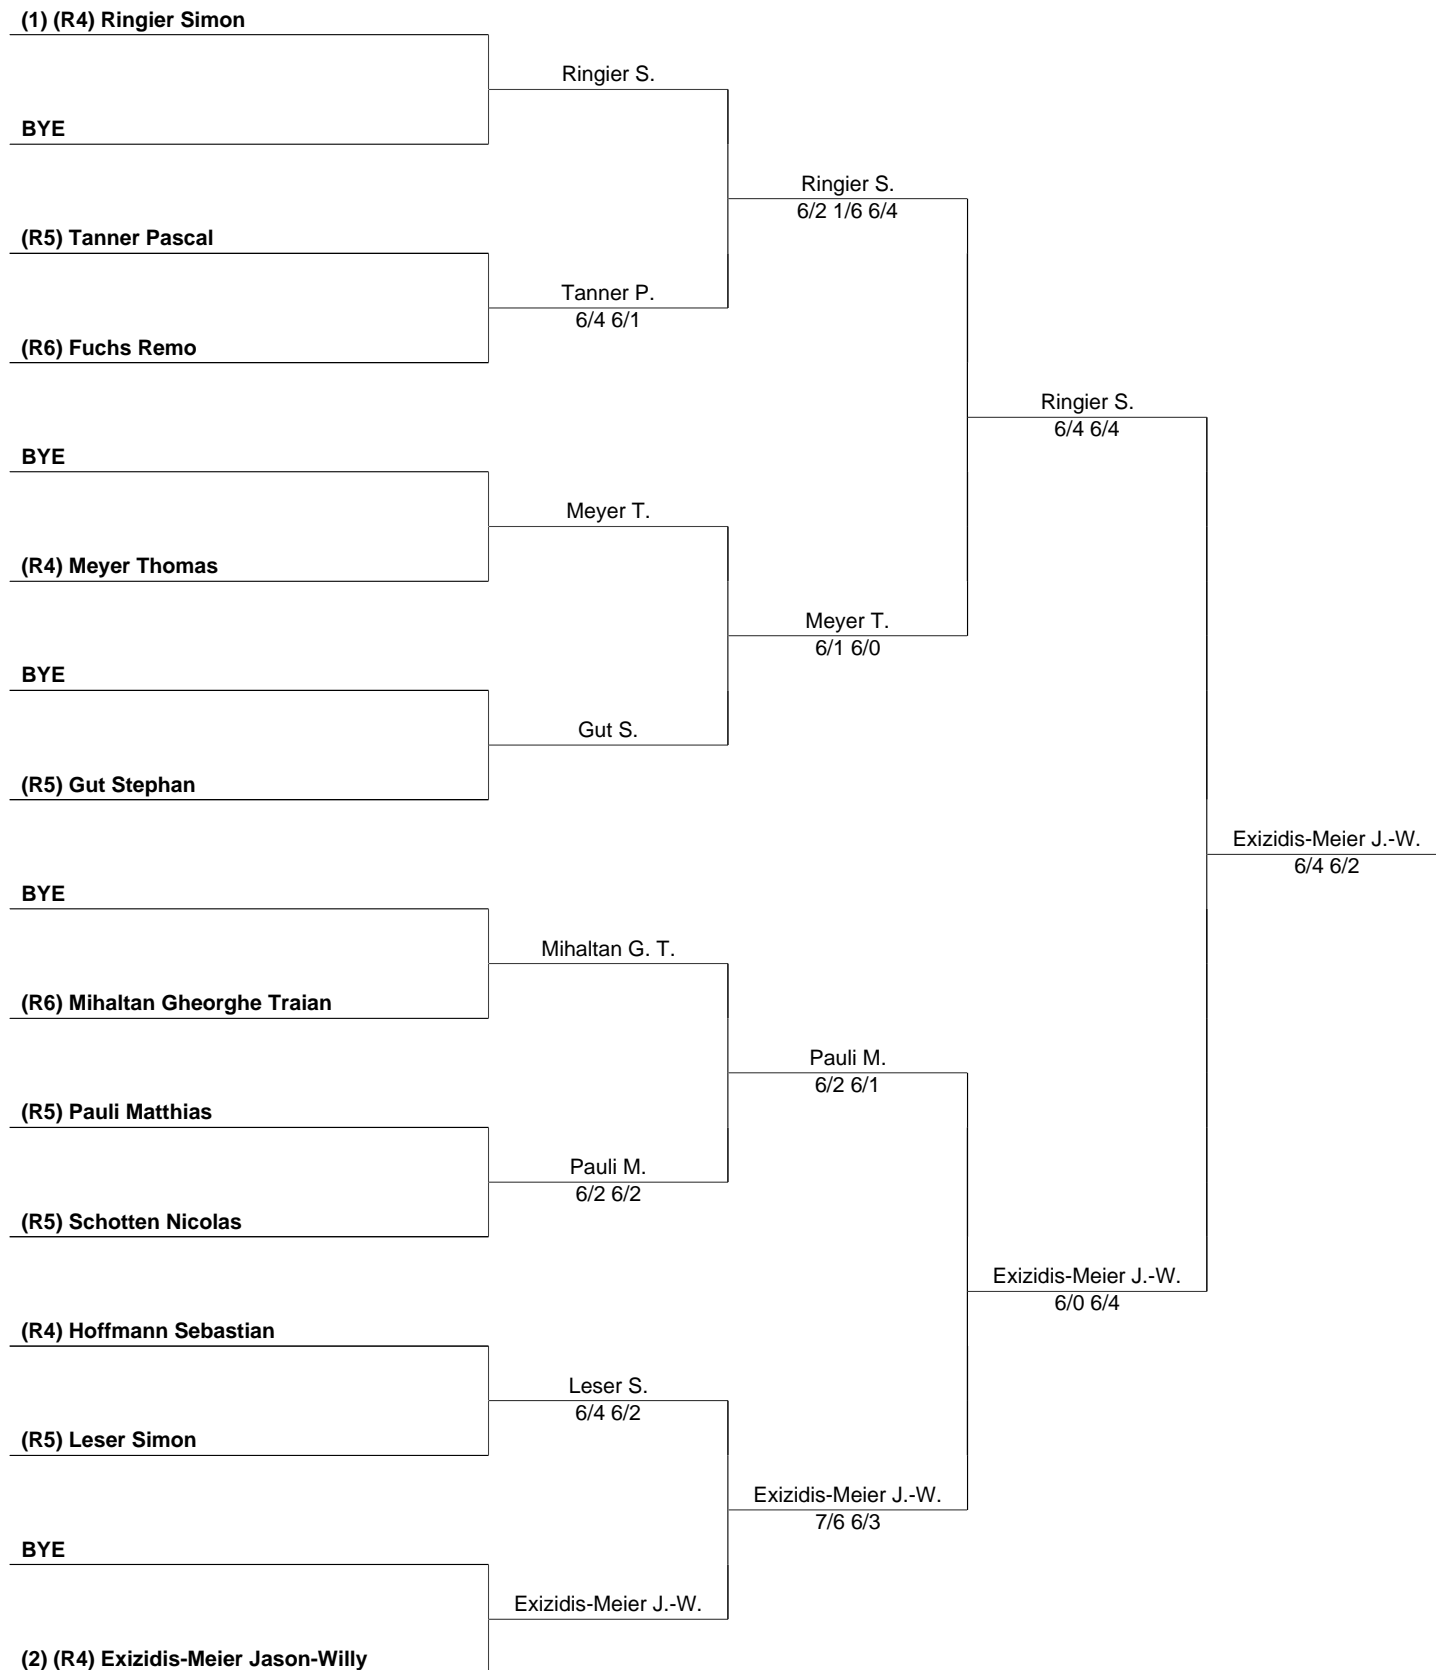 (1) (R4) Ringier Simon
Ringier S.
BYE
Ringier S.
6/2 1/6 6/4
(R5) Tanner Pascal
Tanner P.
6/4 6/1
(R6) Fuchs Remo
Ringier S.
6/4 6/4
BYE
Meyer T.
(R4) Meyer Thomas
Meyer T.
6/1 6/0
BYE
Gut S.
(R5) Gut Stephan
Exizidis-Meier J.-W.
6/4 6/2
BYE
Mihaltan G. T.
(R6) Mihaltan Gheorghe Traian
Pauli M.
6/2 6/1
(R5) Pauli Matthias
Pauli M.
6/2 6/2
(R5) Schotten Nicolas
Exizidis-Meier J.-W.
6/0 6/4
(R4) Hoffmann Sebastian
Leser S.
6/4 6/2
(R5) Leser Simon
Exizidis-Meier J.-W.
7/6 6/3
BYE
Exizidis-Meier J.-W.
(2) (R4) Exizidis-Meier Jason-Willy